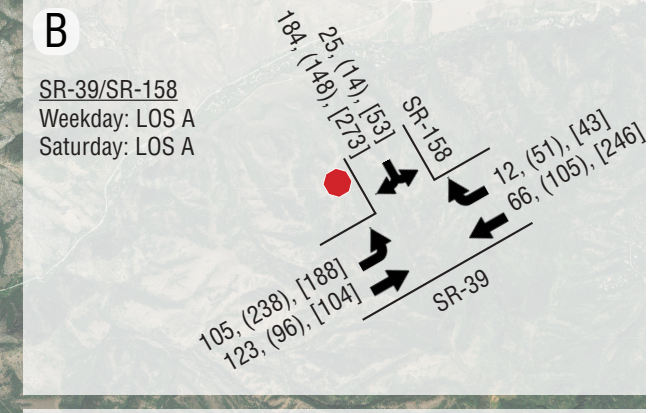 B
SR-39/SR-158
Weekday: LOS A
Saturday: LOS A
25, (14), [53]
184, (148), [273]
SR-158
12, (51), [43]
66, (105), [246]
105, (238), [188]
123, (96), [104]
SR-39